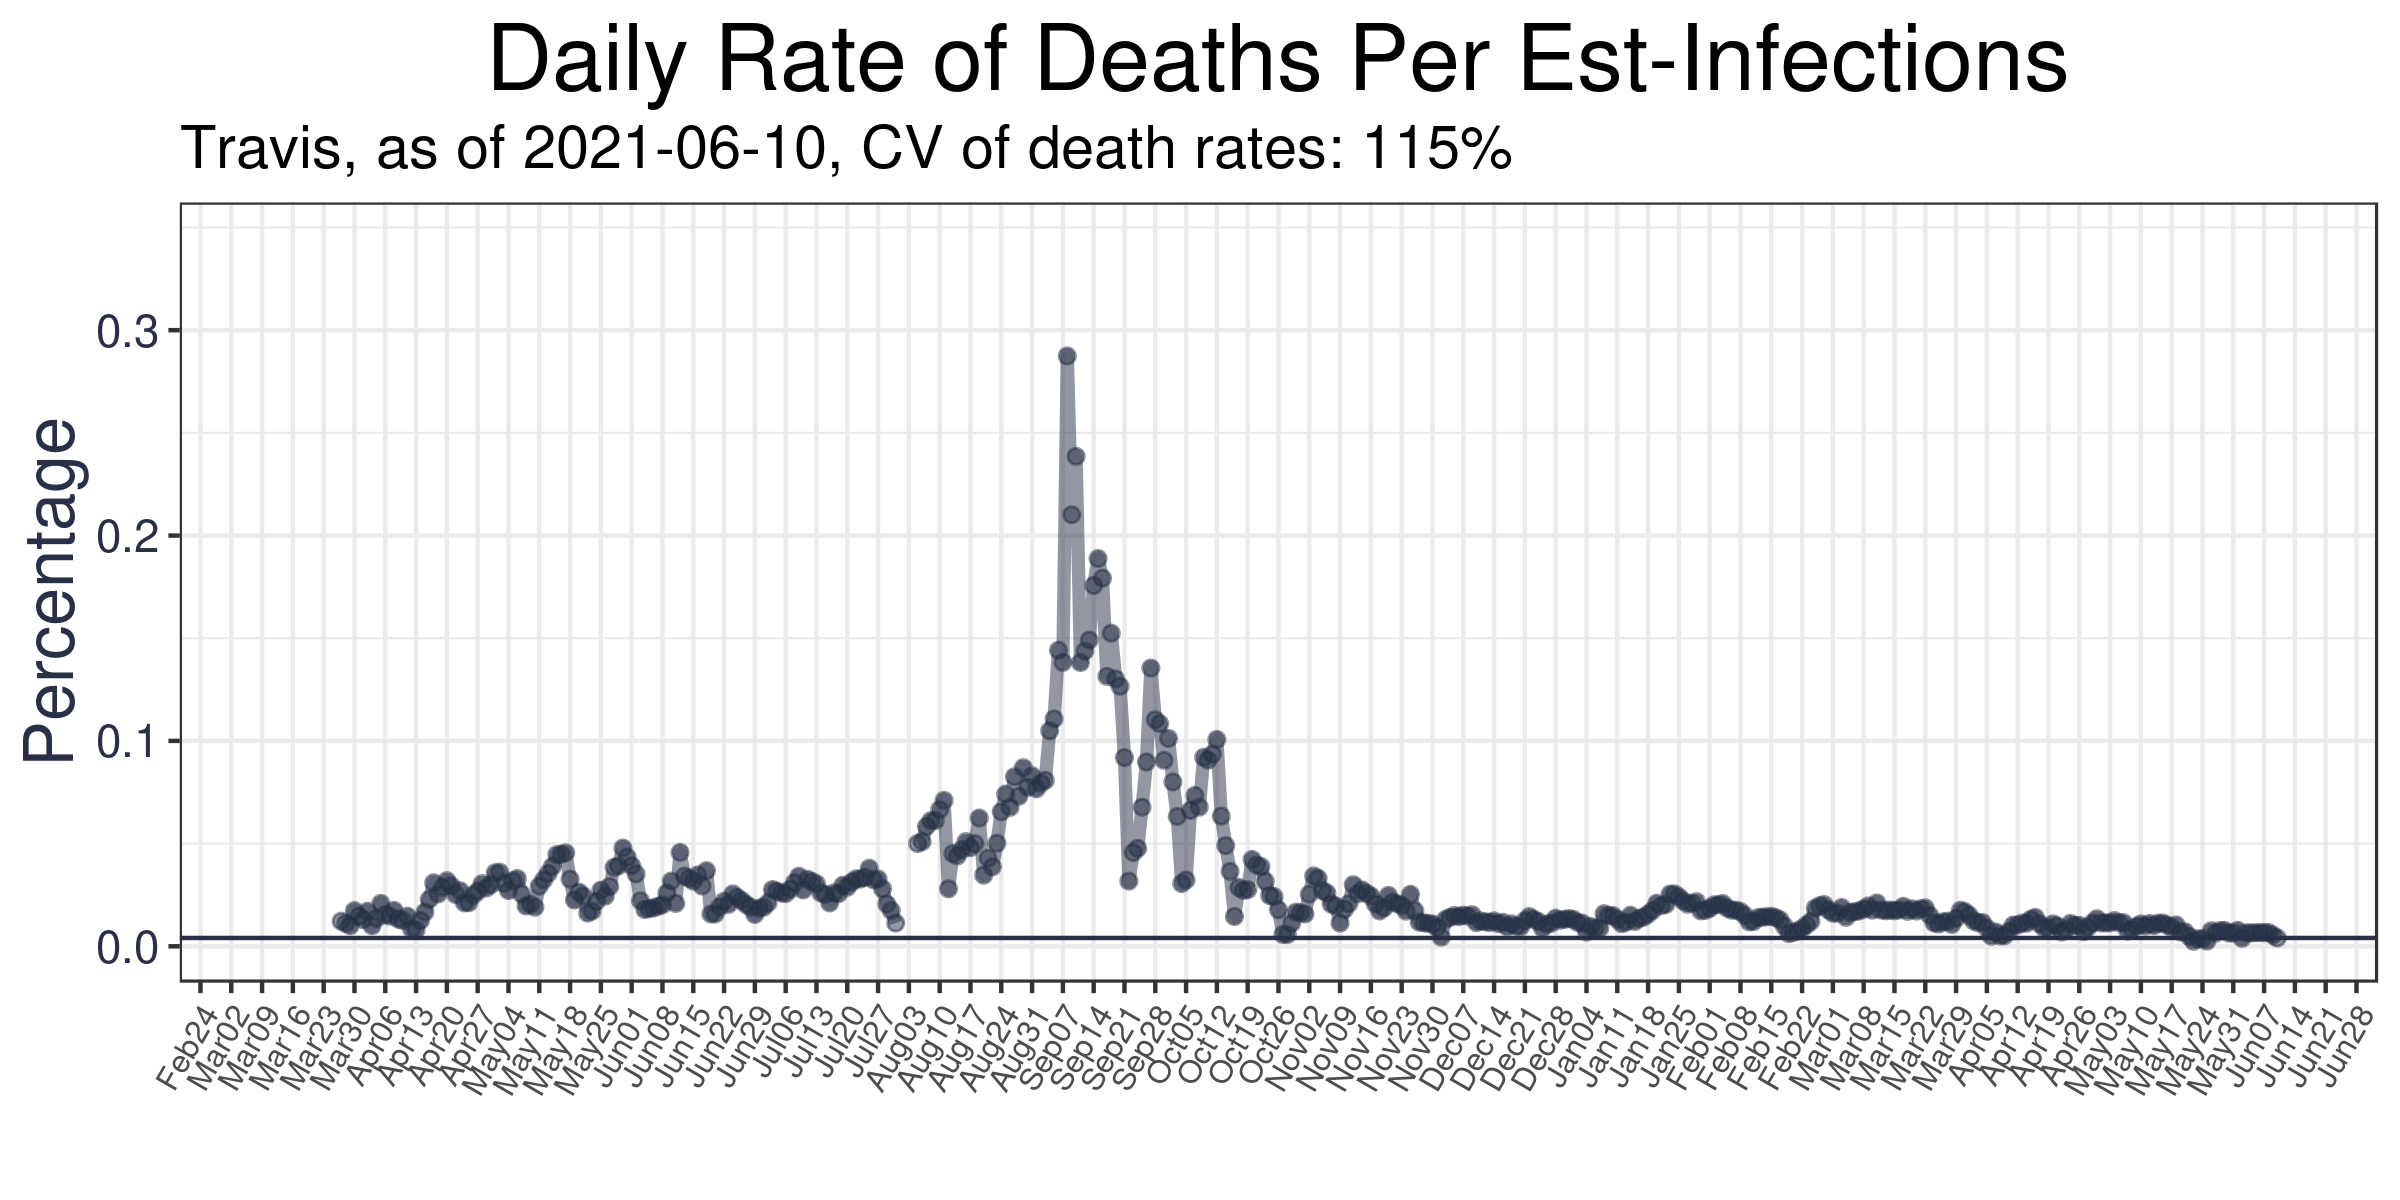 Daily Rate of Deaths Per Est-Infections
Travis, as of 2021-06-10, CV of death rates: 115%
Percentage
0.3
0.2
0.1
0.0
Feb24
Mar02
Mar09
Mar16
Mar23
Mar30
Apr06
Apr13
Apr20
Apr27
May04
May11
May18
May25
Jun01
Jun08
Jun15
Jun22
Jun29
Jul06
Jul13
Jul20
Jul27
Aug03
Aug10
Aug17
Aug24
Aug31
Sep07
Sep14
Sep21
Sep28
Oct05
Oct12
Oct19
Oct26
Nov02
Nov09
Nov16
Nov23
Nov30
Dec07
Dec14
Dec21
Dec28
Jan04
Jan11
Jan18
Jan25
Feb01
Feb08
Feb15
Feb22
Mar01
Mar08
Mar15
Mar22
Mar29
Apr05
Apr12
Apr19
Apr26
May03
May10
May17
May24
May31
Jun07
Jun14
Jun21
Jun28